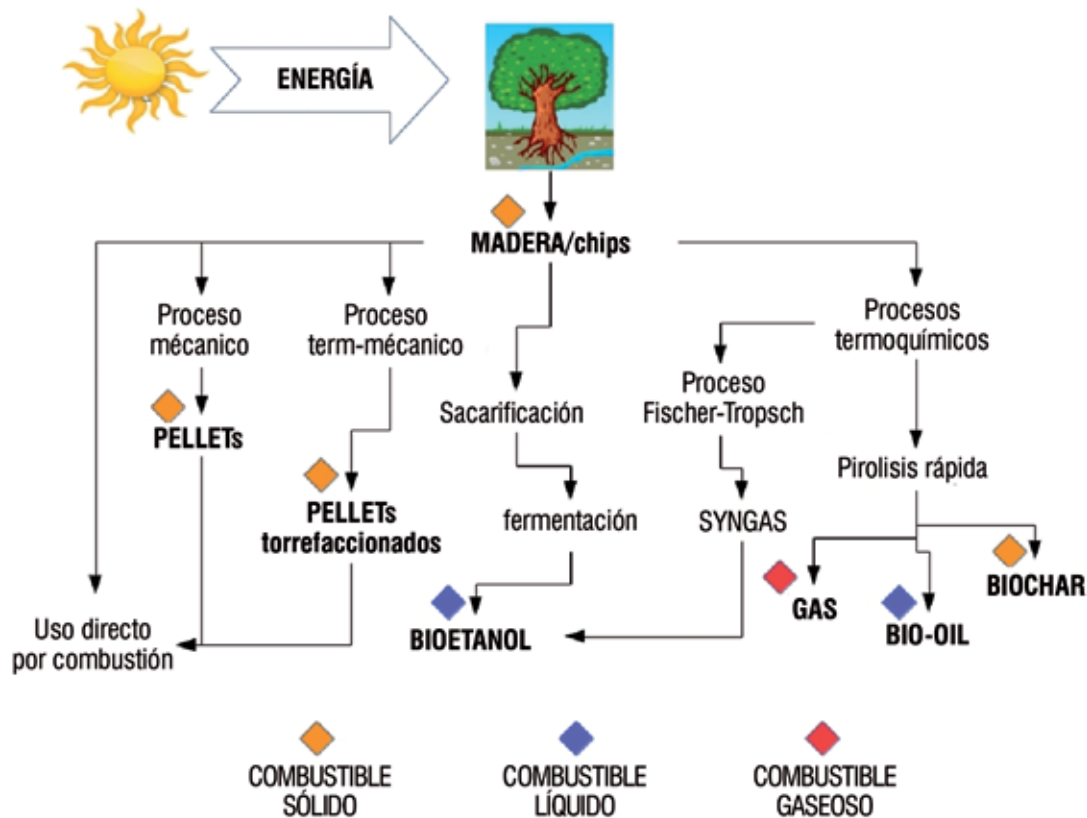 ENERGÍA
MADERA/chips
Proceso
mécanico
Proceso
term-mécanico
Procesos
termoquímicos
Proceso
Fischer-Tropsch
Sacarificación
PELLETs
Pirolisis rápida
PELLETs
torrefaccionados
fermentación
SYNGAS
BIOCHAR
GAS
BIO-OIL
Uso directo
por combustión
BIOETANOL
COMBUSTIBLE
SÓLIDO
COMBUSTIBLE
LÍQUIDO
COMBUSTIBLE
GASEOSO